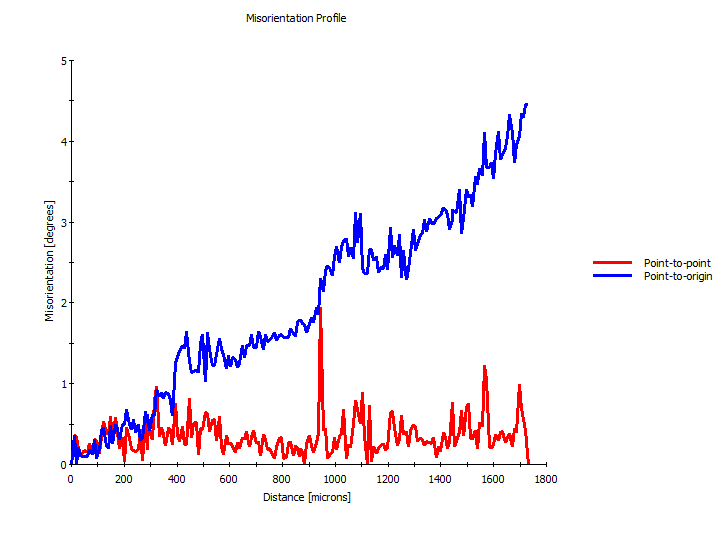 Misorientation Profile
5
4
3
2
1
0
Misorientation [degrees]
0 200 400 600 800 1000 1200 1400 1600 1800
Distance [microns]
Point-to-point
Point-to-origin